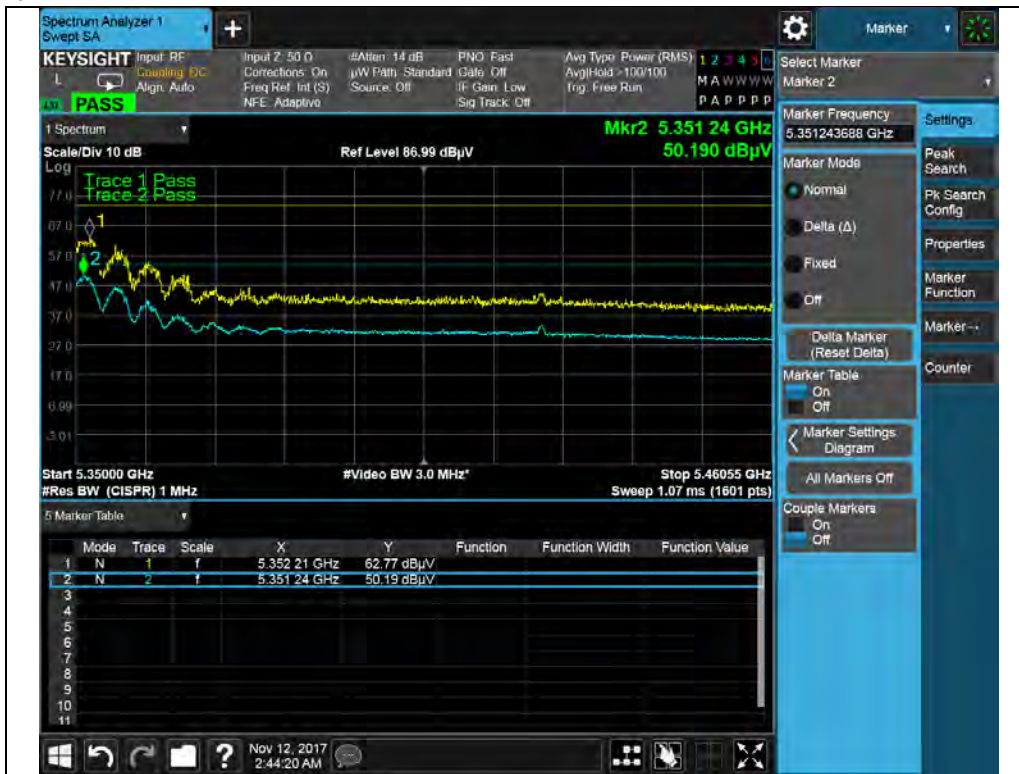 Spectrum Analyzer 1
Swept SA
+
Marker
KEYSIGHT
L
PASS
Input: RF
Coupling: DC
Align: Auto
Input Z: 50 Ω
Corrections: On
Freq Ref: Int (S)
NFE: Adaptive
#Atten: 14 dB
µW Path: Standard
Source: Off
PNO: Fast
Gate: Off
IF Gain: Low
Sig Track: Off
Avg Type: Power (RMS)
Avg|Hold: >100/100
Trig: Free Run
1 2 3 4 5 6
M A W W W W
P A P P P P
Select Marker
Marker 2
Marker Frequency
5.351243688 GHz
Settings
Peak Search
Pk Search Config
Properties
Marker Function
Marker→
Counter
Marker Mode
Normal
Delta (Δ)
Fixed
Off
Delta Marker (Reset Delta)
Marker Table
On
Off
Marker Settings Diagram
All Markers Off
Couple Markers
On
Off
1 Spectrum
Scale/Div 10 dB
Ref Level 86.99 dBµV
Mkr2 5.351 24 GHz
50.190 dBµV
Log
Trace 1 Pass
Trace 2 Pass
77.0
67.0
57.0
47.0
37.0
27.0
17.0
6.99
-3.01
1
2
Start 5.35000 GHz
#Video BW 3.0 MHz*
Stop 5.46055 GHz
#Res BW (CISPR) 1 MHz
Sweep 1.07 ms (1601 pts)
5 Marker Table
Mode Trace Scale X Y Function Function Width Function Value
1 N 1 f 5.352 21 GHz 62.77 dBµV
2 N 2 f 5.351 24 GHz 50.19 dBµV
3
4
5
6
7
8
9
10
11
?
Nov 12, 2017
2:44:20 AM